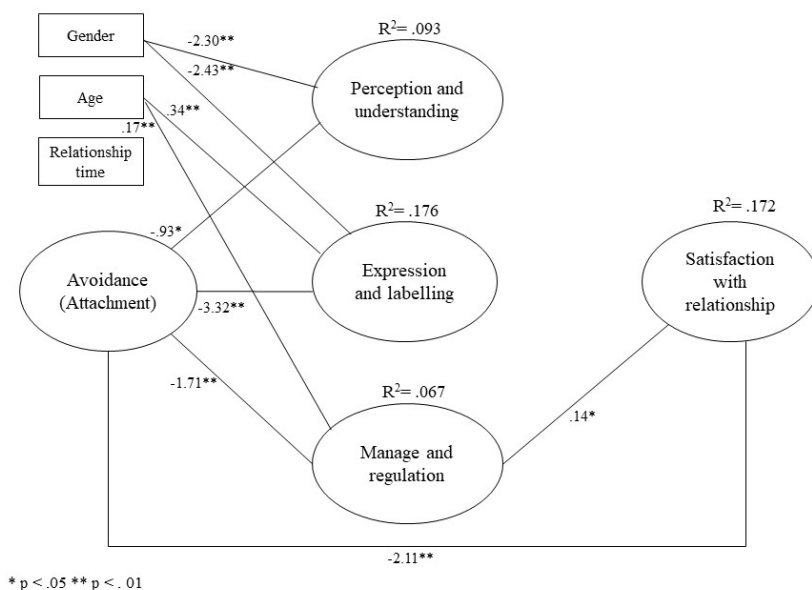 Gender
Age
Relationship
time
-2.30**
-2.43**
.34**
.17**
R²= .093
Perception and
understanding
-.93*
Avoidance
(Attachment)
R²= .176
Expression
and labelling
-3.32**
-1.71**
R²= .067
Manage and
regulation
R²= .172
Satisfaction
with
relationship
.14*
-2.11**
* p < .05 ** p < . 01